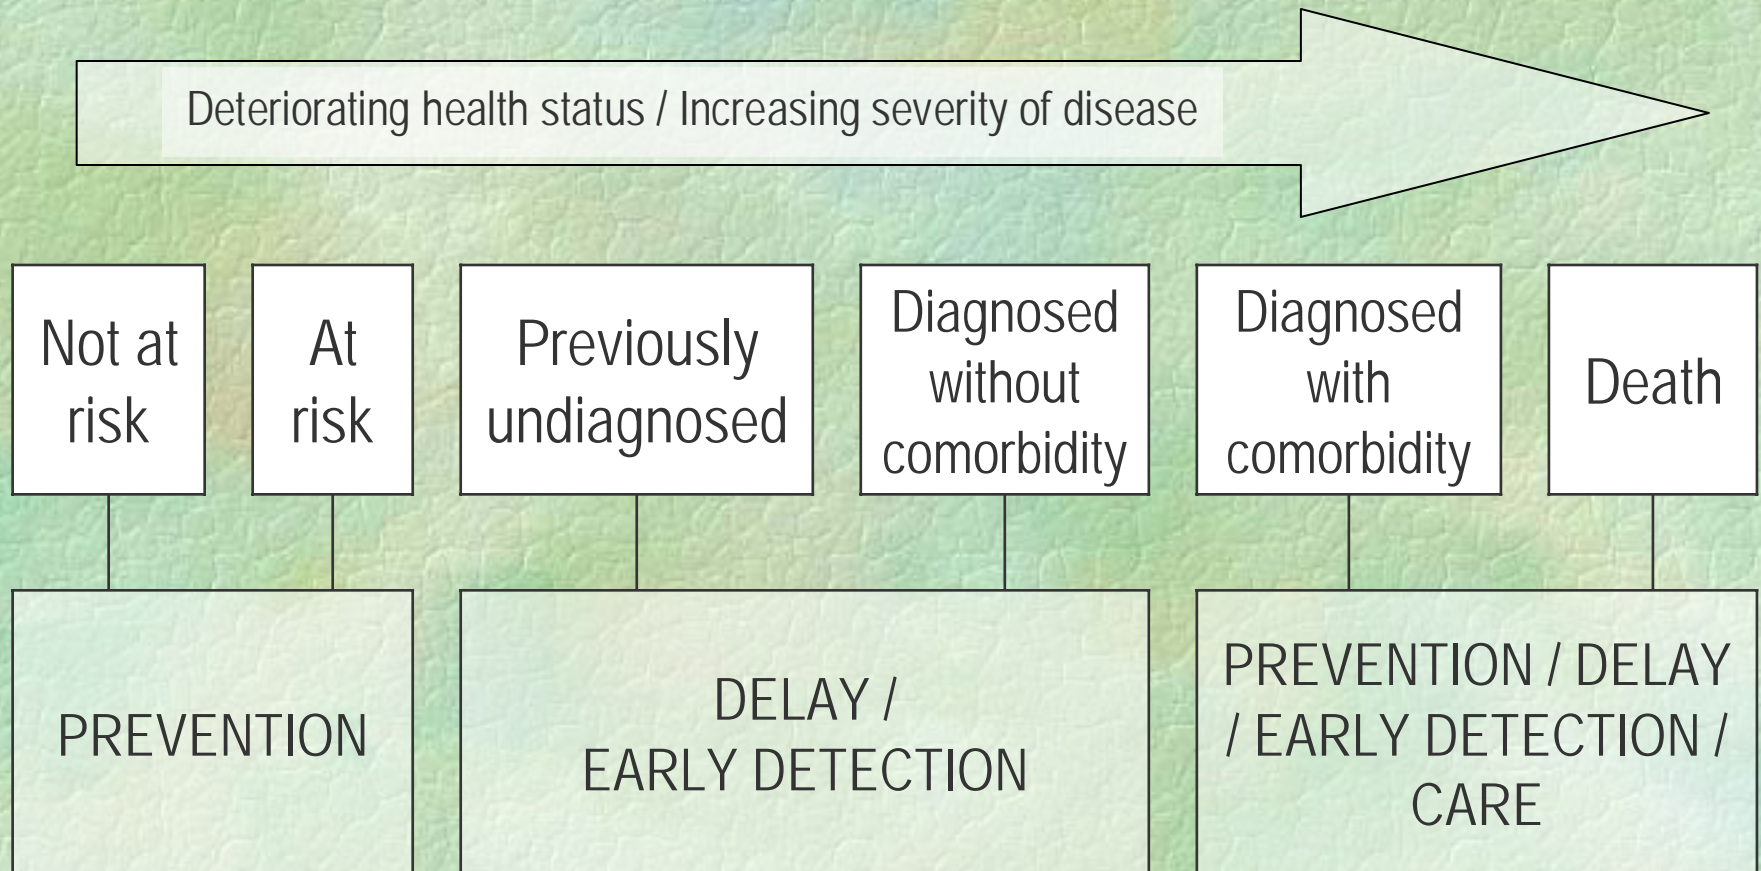 Deteriorating health status / Increasing severity of disease
Not at
risk
At
risk
Previously
undiagnosed
Diagnosed
without
comorbidity
Diagnosed
with
comorbidity
Death
PREVENTION
DELAY /
EARLY DETECTION
PREVENTION / DELAY
/ EARLY DETECTION /
CARE